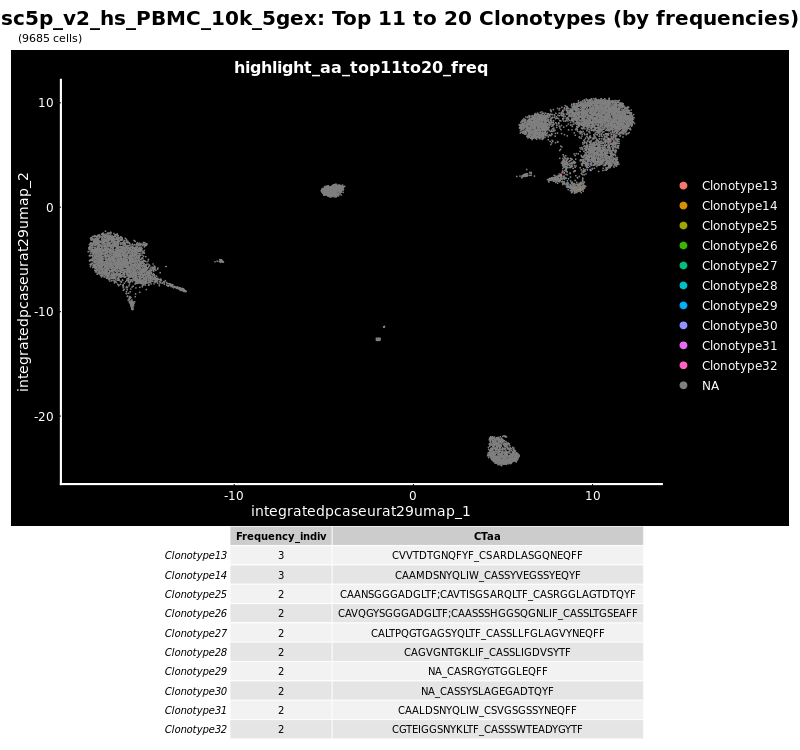 sc5p_v2_hs_PBMC_10k_5gex: Top 11 to 20 Clonotypes (by frequencies)
(9685 cells)
highlight_aa_top11to20_freq
integratedpcaseurat29umap_2
10
0
-10
-20
-10
0
10
integratedpcaseurat29umap_1
Clonotype13
Clonotype14
Clonotype25
Clonotype26
Clonotype27
Clonotype28
Clonotype29
Clonotype30
Clonotype31
Clonotype32
NA
Frequency_indiv CTaa
Clonotype13 3 CVVTDTGNQFYF_CSARDLASGQNEQFF
Clonotype14 3 CAAMDSNYQLIW_CASSYVEGSSYEQYF
Clonotype25 2 CAANSGGGADGLTF;CAVTISGSARQLTF_CASRGGLAGTDTQYF
Clonotype26 2 CAVQGYSGGGADGLTF;CAASSSHGGSQGNLIF_CASSLTGSEAFF
Clonotype27 2 CALTPQGTGAGSYQLTF_CASSLLFGLAGVYNEQFF
Clonotype28 2 CAGVGNTGKLIF_CASSLIGDVSYTF
Clonotype29 2 NA_CASRGYGTGGLEQFF
Clonotype30 2 NA_CASSYSLAGEGADTQYF
Clonotype31 2 CAALDSNYQLIW_CSVGSGSSYNEQFF
Clonotype32 2 CGTEIGGSNYKLTF_CASSSWTEADYGYTF